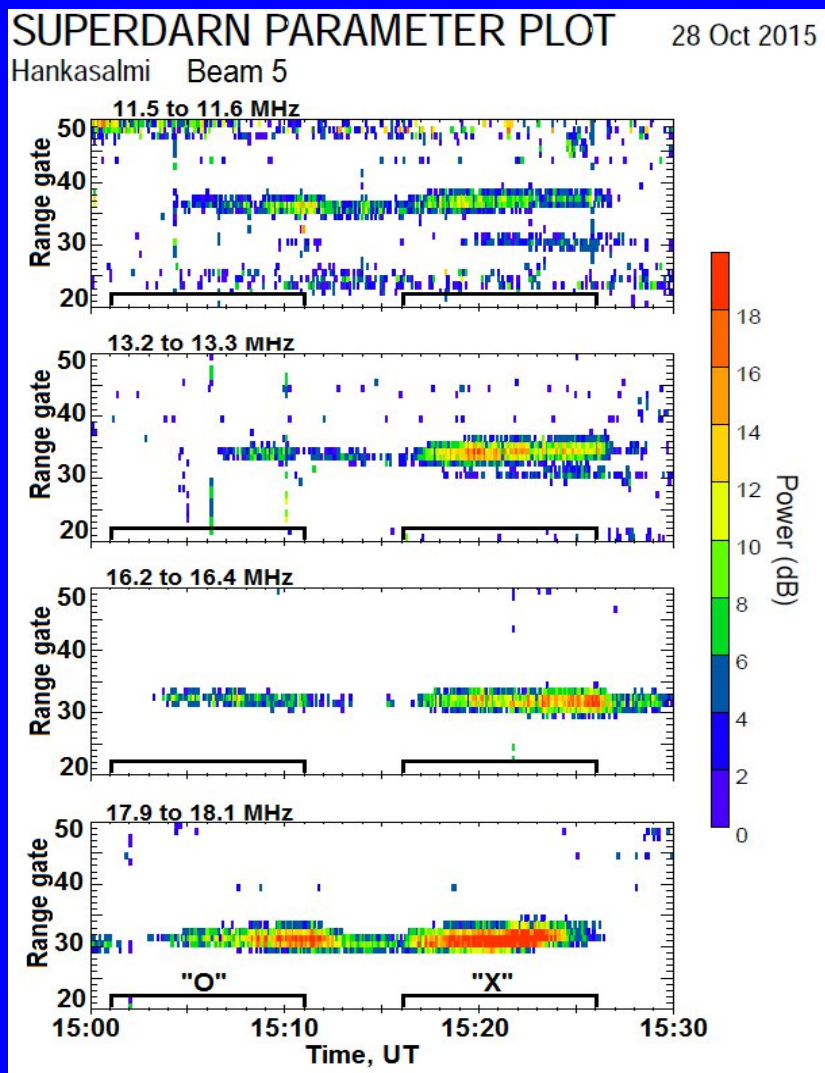 SUPERDARN PARAMETER PLOT 28 Oct 2015
Hankasalmi Beam 5
11.5 to 11.6 MHz
50
40
30
20
Range gate
13.2 to 13.3 MHz
50
40
30
20
Range gate
16.2 to 16.4 MHz
50
40
30
20
Range gate
17.9 to 18.1 MHz
50
40
30
20
Range gate
"O" "X"
15:00 15:10 15:20 15:30
Time, UT
18
16
14
12
10
8
6
4
2
0
Power (dB)